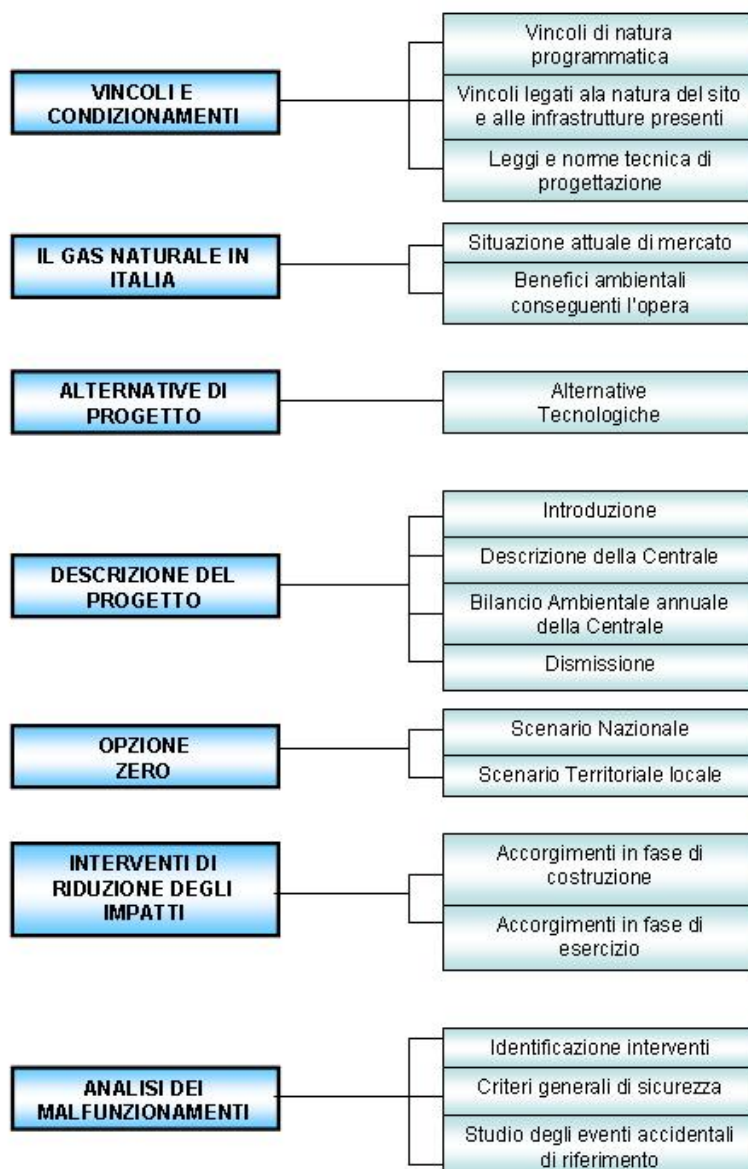 VINCOLI E
CONDIZIONAMENTI
Vincoli di natura
programmatica
Vincoli legati ala natura del sito
e alle infrastrutture presenti
Leggi e norme tecnica di
progettazione
IL GAS NATURALE IN
ITALIA
Situazione attuale di mercato
Benefici ambientali
conseguenti l'opera
ALTERNATIVE DI
PROGETTO
Alternative
Tecnologiche
DESCRIZIONE DEL
PROGETTO
Introduzione
Descrizione della Centrale
Bilancio Ambientale annuale
della Centrale
Dismissione
OPZIONE
ZERO
Scenario Nazionale
Scenario Territoriale locale
INTERVENTI DI
RIDUZIONE DEGLI
IMPATTI
Accorgimenti in fase di
costruzione
Accorgimenti in fase di
esercizio
ANALISI DEI
MALFUNZIONAMENTI
Identificazione interventi
Criteri generali di sicurezza
Studio degli eventi accidentali
di riferimento